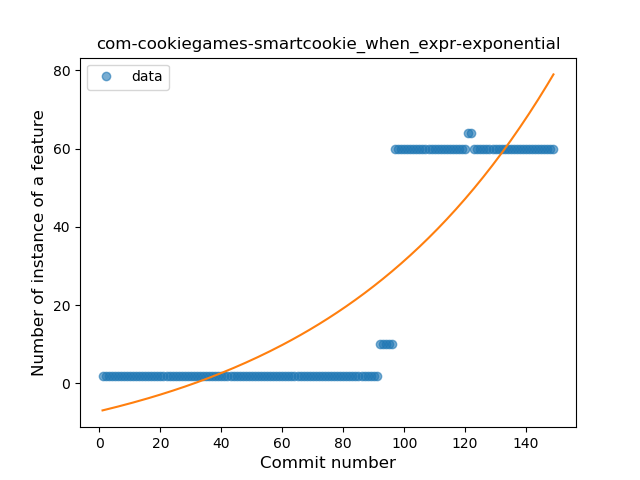 com-cookiegames-smartcookie_when_expr-exponential
data
Number of instance of a feature
80
60
40
20
0
0 20 40 60 80 100 120 140
Commit number